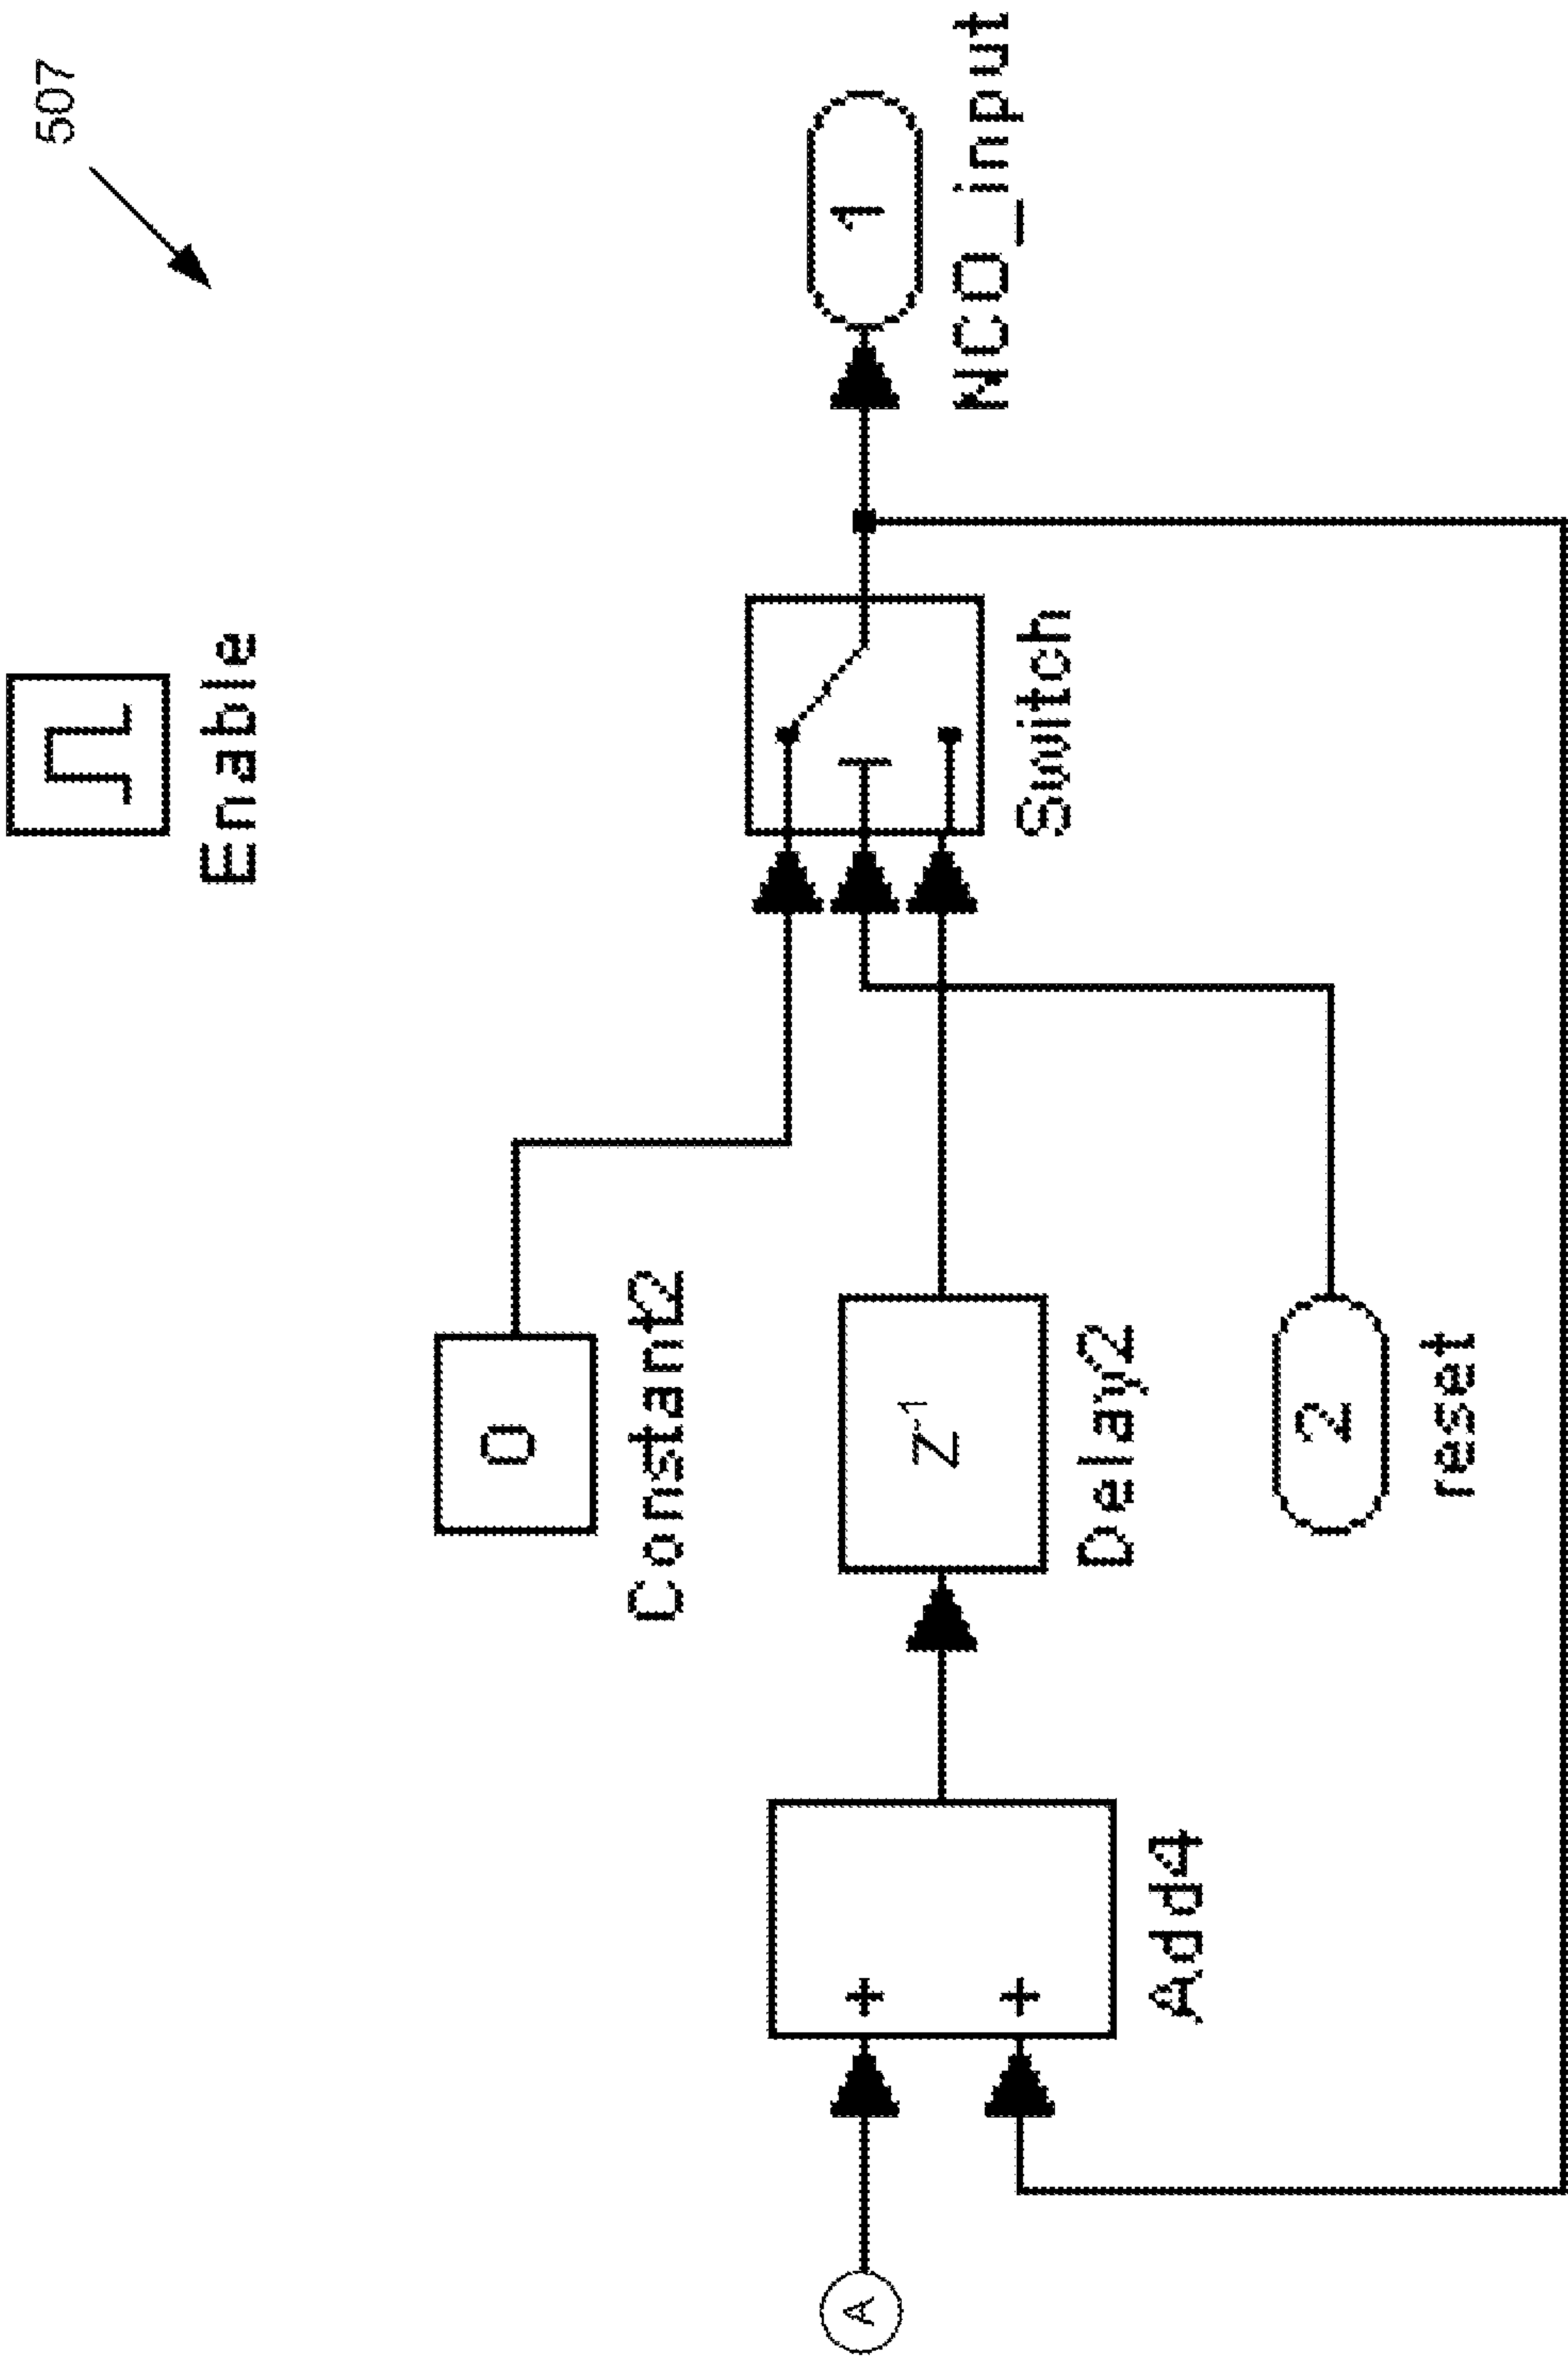 507
Enable
0
Constant2
1
NCO_input
Switch
A
+
+
Add4
Z-1
Delay2
2
reset